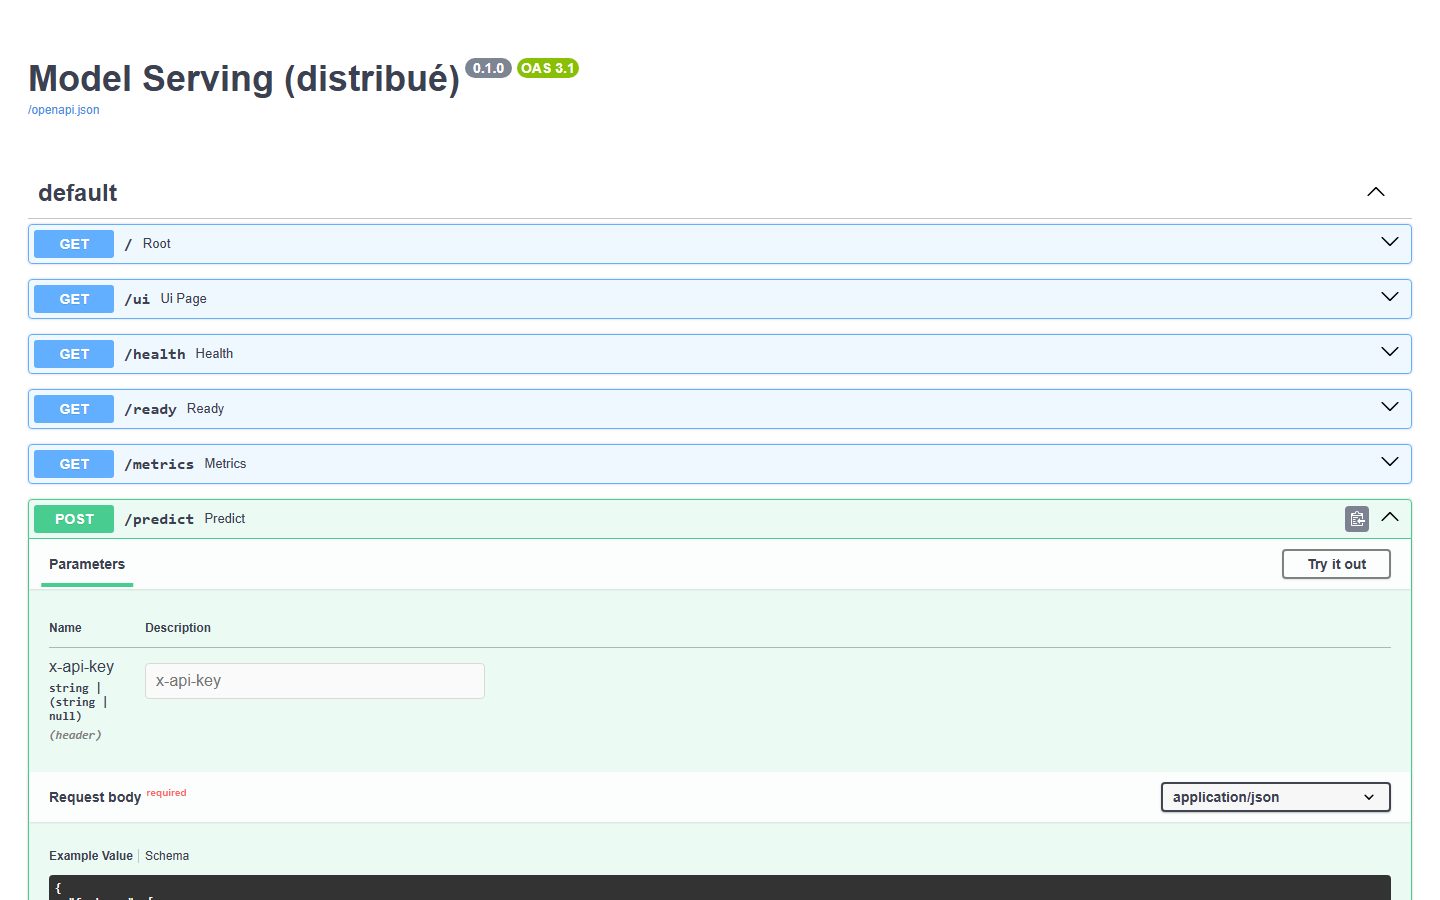 Model Serving (distribué) 0.1.0 OAS 3.1
/openapi.json
default
GET / Root
GET /ui Ui Page
GET /health Health
GET /ready Ready
GET /metrics Metrics
POST /predict Predict
Parameters Try it out
Name Description
x-api-key x-api-key
string |
(string |
null)
(header)
Request body required application/json
Example Value Schema
{